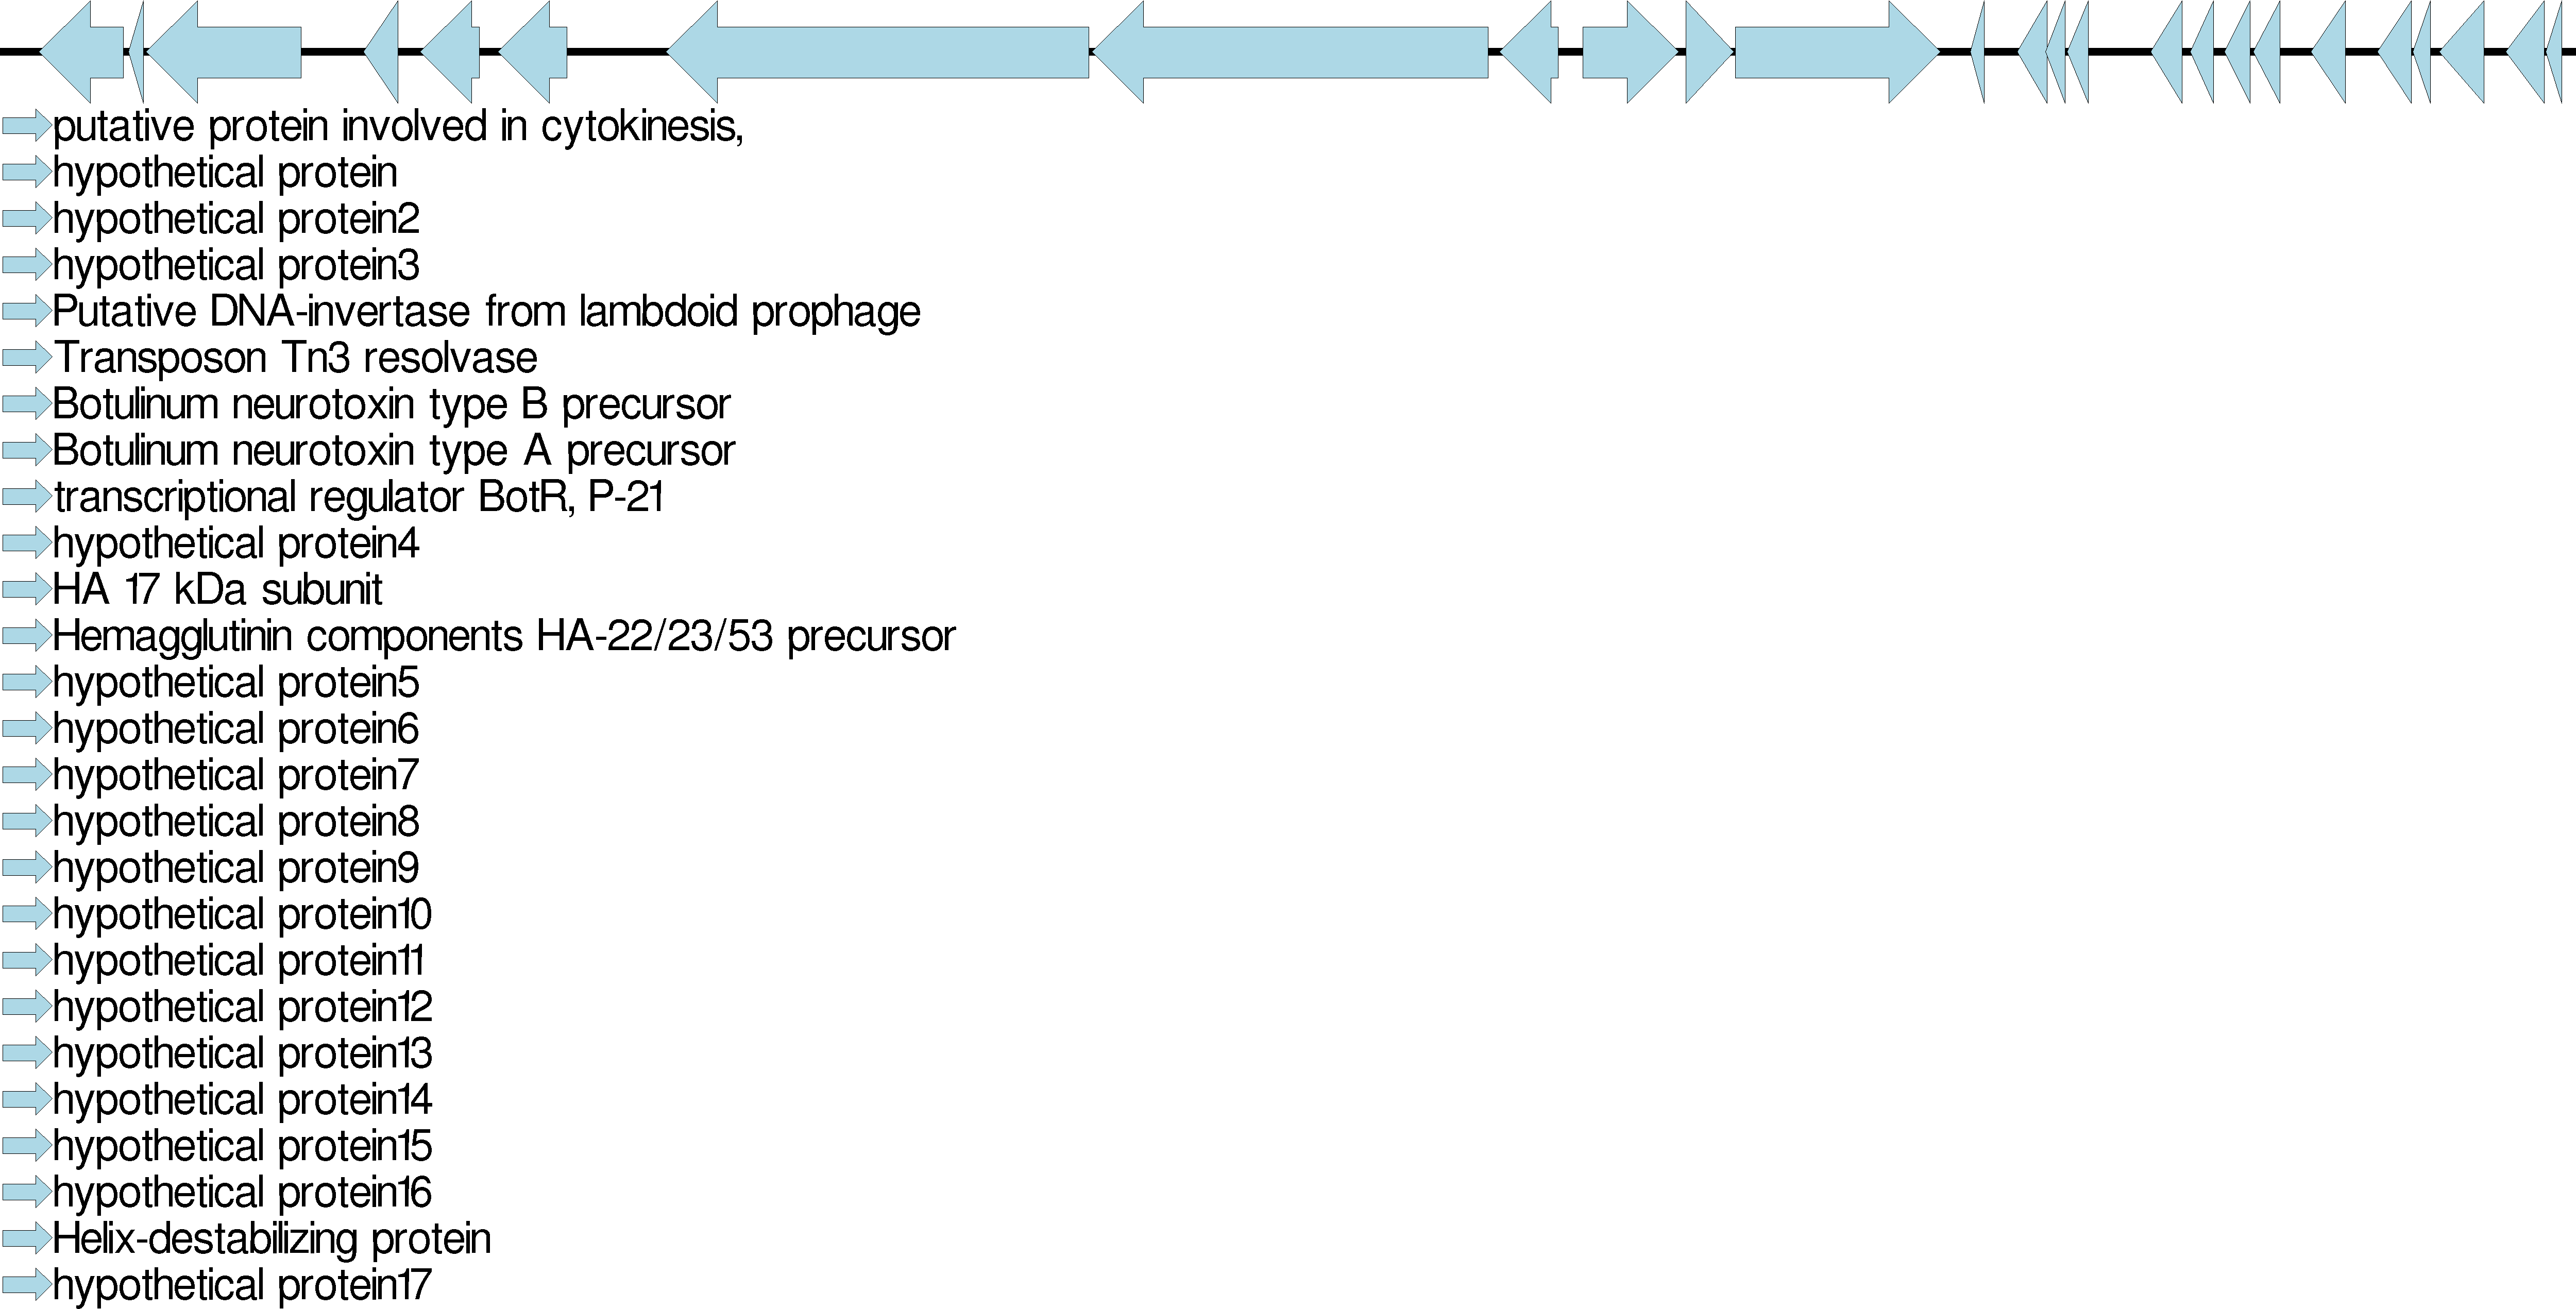 putative protein involved in cytokinesis,
hypothetical protein
hypothetical protein2
hypothetical protein3
Putative DNA-invertase from lambdoid prophage
Transposon Tn3 resolvase
Botulinum neurotoxin type B precursor
Botulinum neurotoxin type A precursor
transcriptional regulator BotR, P-21
hypothetical protein4
HA 17 kDa subunit
Hemagglutinin components HA-22/23/53 precursor
hypothetical protein5
hypothetical protein6
hypothetical protein7
hypothetical protein8
hypothetical protein9
hypothetical protein10
hypothetical protein11
hypothetical protein12
hypothetical protein13
hypothetical protein14
hypothetical protein15
hypothetical protein16
Helix-destabilizing protein
hypothetical protein17